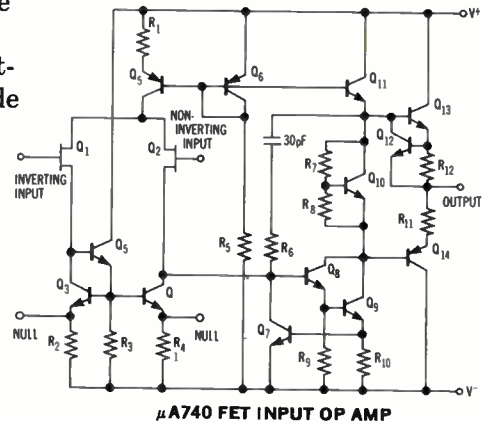 e
t-
de
V+
R1
Q5
Q6
Q11
Q13
NON-
INVERTING
INPUT
30pF
Q12
Q1
Q2
R7
Q10
R12
INVERTING
INPUT
OUTPUT
R8
R11
R5
R6
Q5
Q8
Q14
Q3
Q
Q9
NULL
NULL
Q7
R2
R3
R4
1
R9
R10
V-
μA740 FET INPUT OP AMP